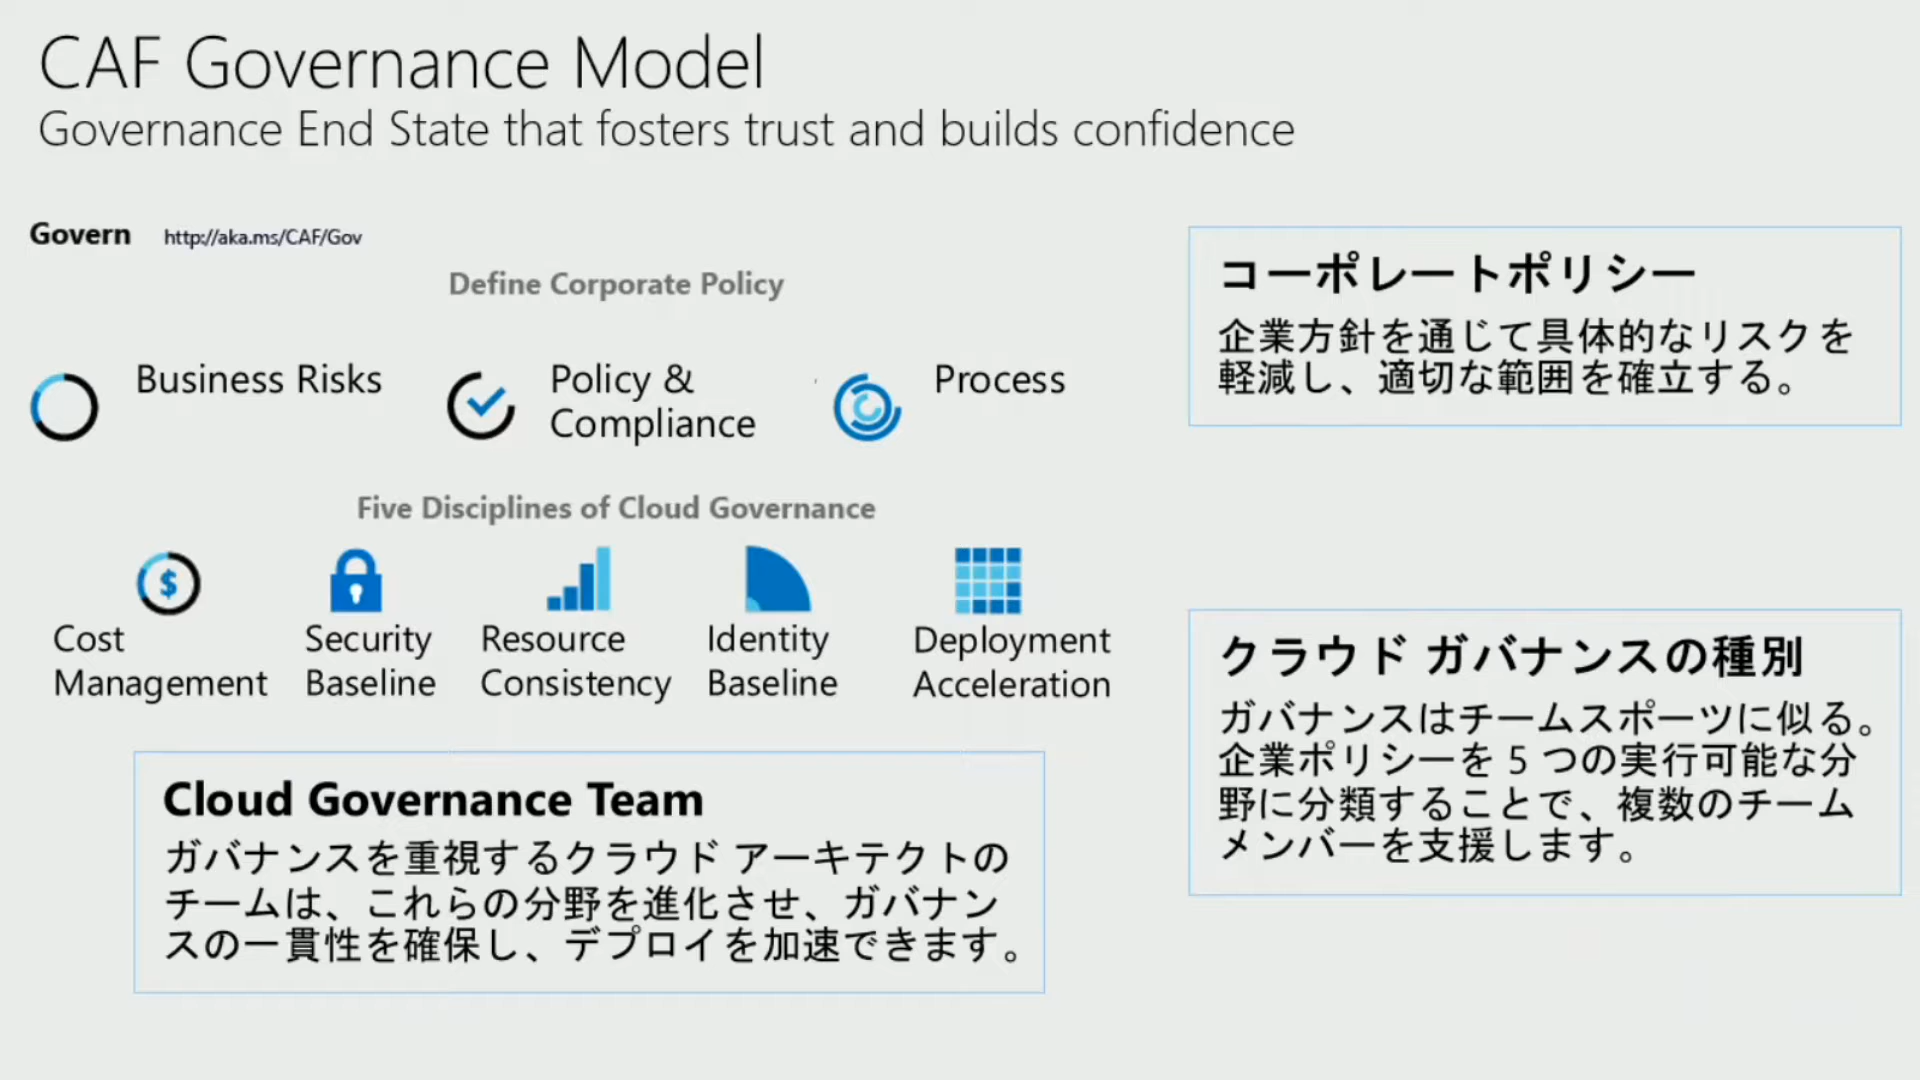 CAF Governance Model
Governance End State that fosters trust and builds confidence
Govern http://aka.ms/CAF/Gov
Define Corporate Policy
Business Risks
Policy &
Compliance
Process
Five Disciplines of Cloud Governance
Cost
Management
Security
Baseline
Resource
Consistency
Identity
Baseline
Deployment
Acceleration
Cloud Governance Team
ガバナンスを重視するクラウド アーキテクトの
チームは、これらの分野を進化させ、ガバナン
スの一貫性を確保し、デプロイを加速できます。
コーポレートポリシー
企業方針を通じて具体的なリスクを
軽減し、適切な範囲を確立する。
クラウド ガバナンスの種別
ガバナンスはチームスポーツに似る。
企業ポリシーを 5 つの実行可能な分
野に分類することで、複数のチーム
メンバーを支援します。